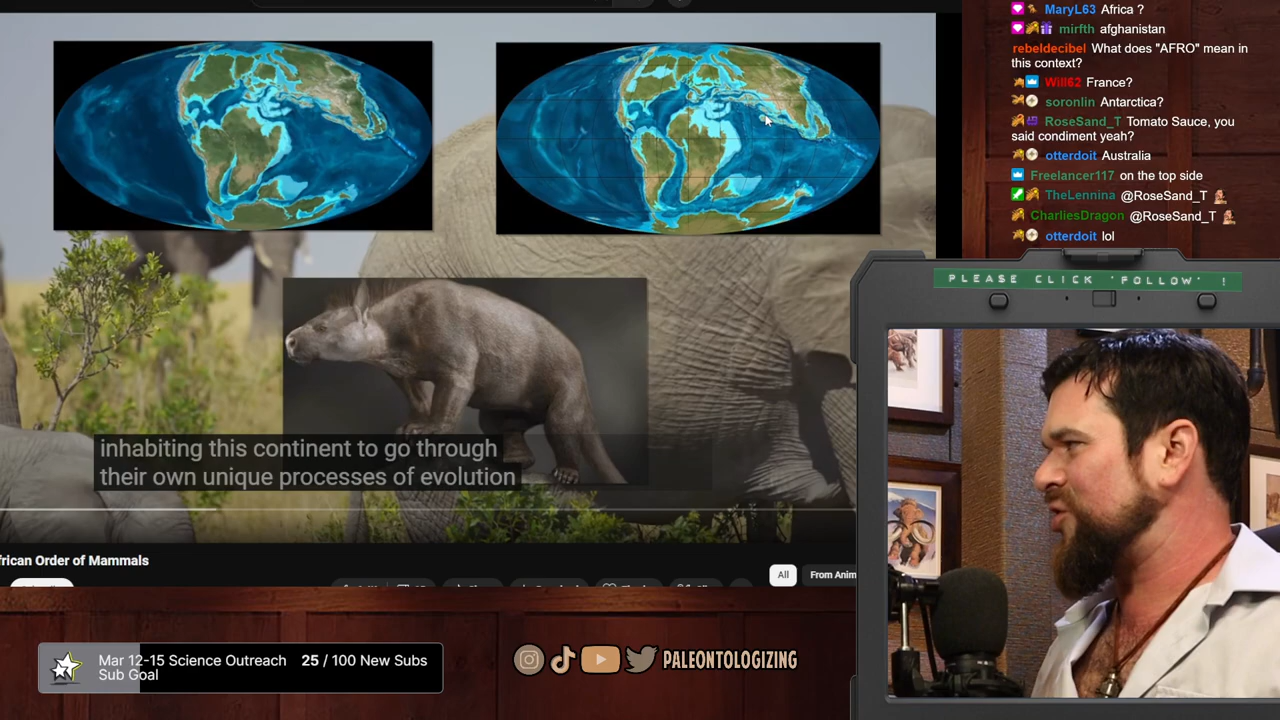 MaryL63 Africa ?
mirfth afghanistan
rebeldecibel What does "AFRO" mean in
this context?
Will62 France?
soronlin Antarctica?
RoseSand_T Tomato Sauce, you
said condiment yeah?
otterdoit Australia
Freelancer117 on the top side
TheLennina @RoseSand_T
CharliesDragon @RoseSand_T
otterdoit lol
PLEASE CLICK 'FOLLOW' !
inhabiting this continent to go through
their own unique processes of evolution
frican Order of Mammals
All
From Anim
Mar 12-15 Science Outreach 25 / 100 New Subs
Sub Goal
PALEONTOLOGIZING